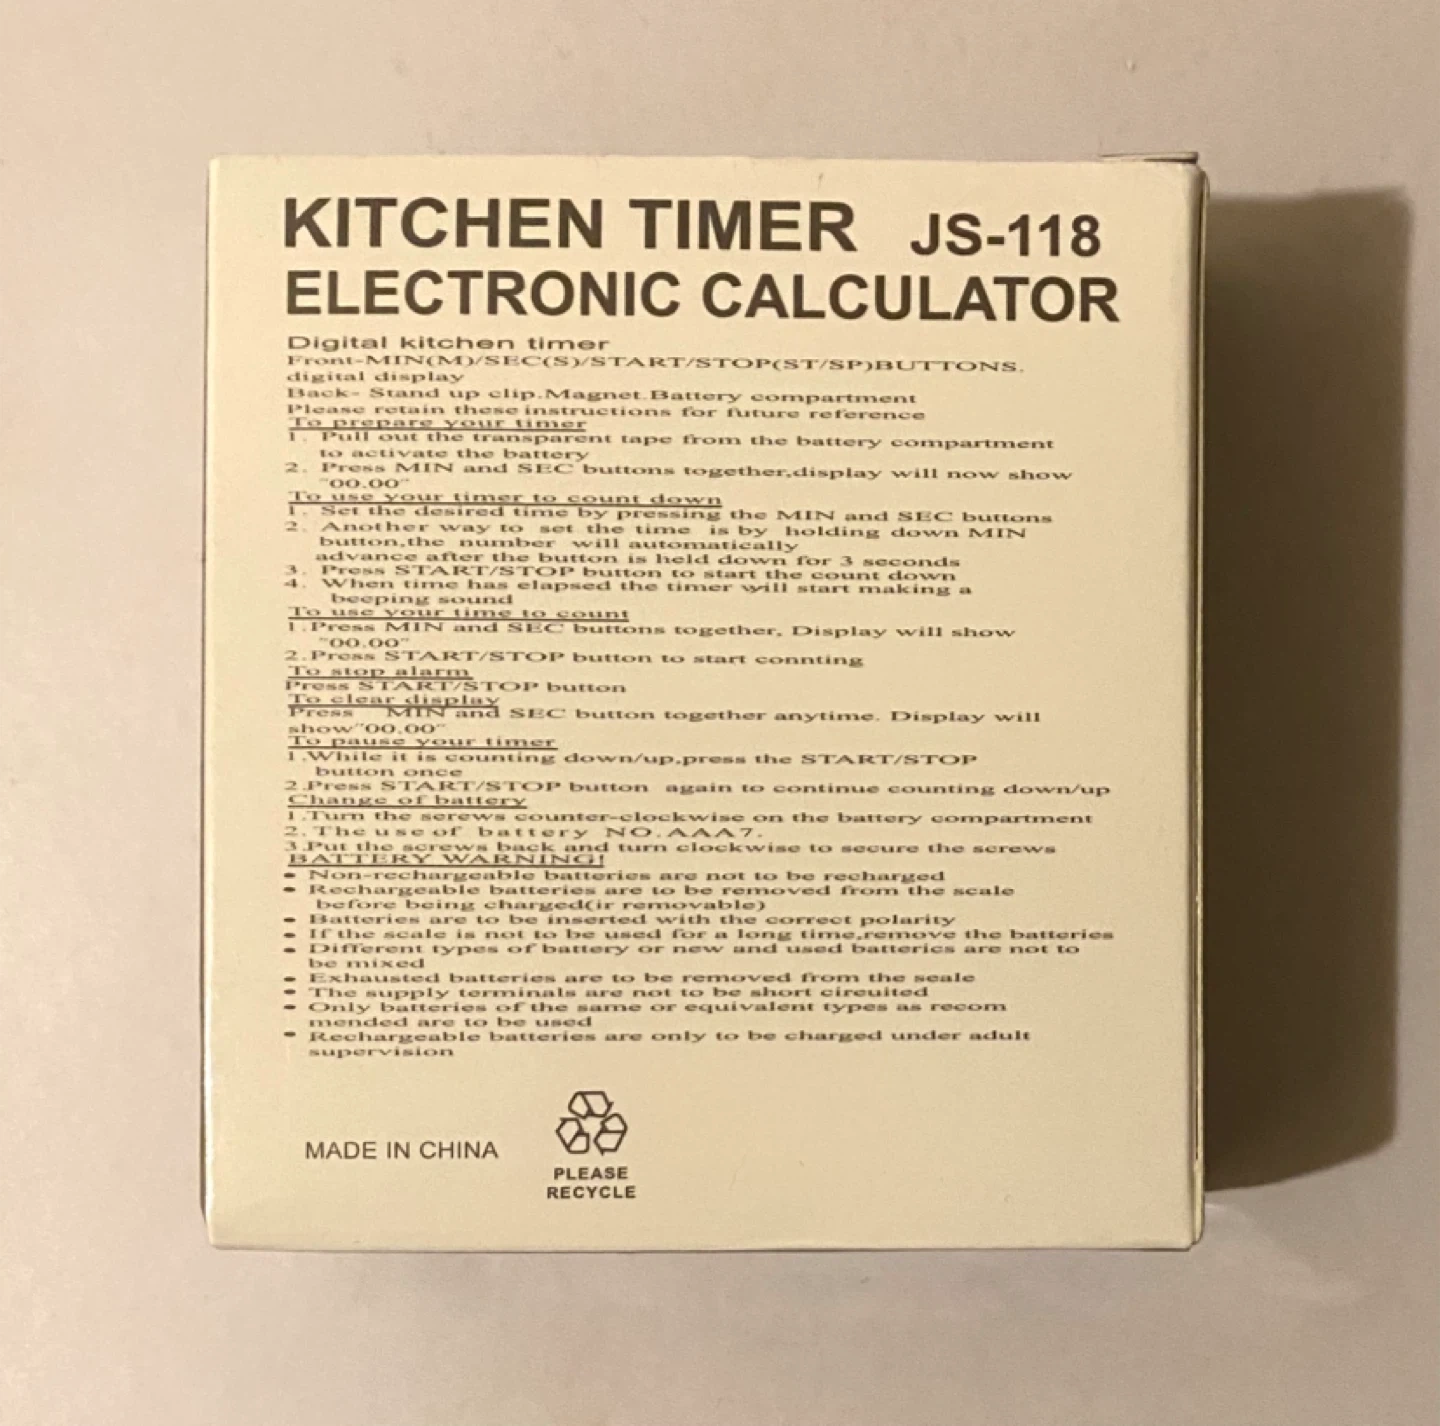 KITCHEN TIMER JS-118
ELECTRONIC CALCULATOR
Digital kitchen timer
Front-MIN(M)/SEC(S)/START/STOP(ST/SP)BUTTONS.
digital display
Back- Stand up clip.Magnet.Battery compartment
Please retain these instructions for future reference
To prepare your timer
1. Pull out the transparent tape from the battery compartment
to activate the battery
2. Press MIN and SEC buttons together,display will now show
"00.00"
To use your timer to count down
1. Set the desired time by pressing the MIN and SEC buttons
2. Another way to set the time is by holding down MIN
button,the number will automatically
advance after the button is held down for 3 seconds
3. Press START/STOP button to start the count down
4. When time has elapsed the timer will start making a
beeping sound
To use your time to count
1.Press MIN and SEC buttons together, Display will show
"00.00"
2.Press START/STOP button to start connting
To stop alarm
Press START/STOP button
To clear display
Press MIN and SEC button together anytime. Display will
show"00.00"
To pause your timer
1.While it is counting down/up,press the START/STOP
button once
2.Press START/STOP button again to continue counting down/up
Change of battery
1.Turn the screws counter-clockwise on the battery compartment
2.The use of battery NO.AAA7.
3.Put the screws back and turn clockwise to secure the screws
BATTERY WARNING!
• Non-rechargeable batteries are not to be recharged
• Rechargeable batteries are to be removed from the scale
before being charged(ir removable)
• Batteries are to be inserted with the correct polarity
• If the scale is not to be used for a long time,remove the batteries
• Different types of battery or new and used batterics are not to
be mixed
• Exhausted batteries are to be removed from the scale
• The supply terminals are not to be short circuited
• Only batteries of the same or equivalent types as recom
mended are to be used
• Rechargeable batteries are only to be charged under adult
supervision
MADE IN CHINA
PLEASE
RECYCLE